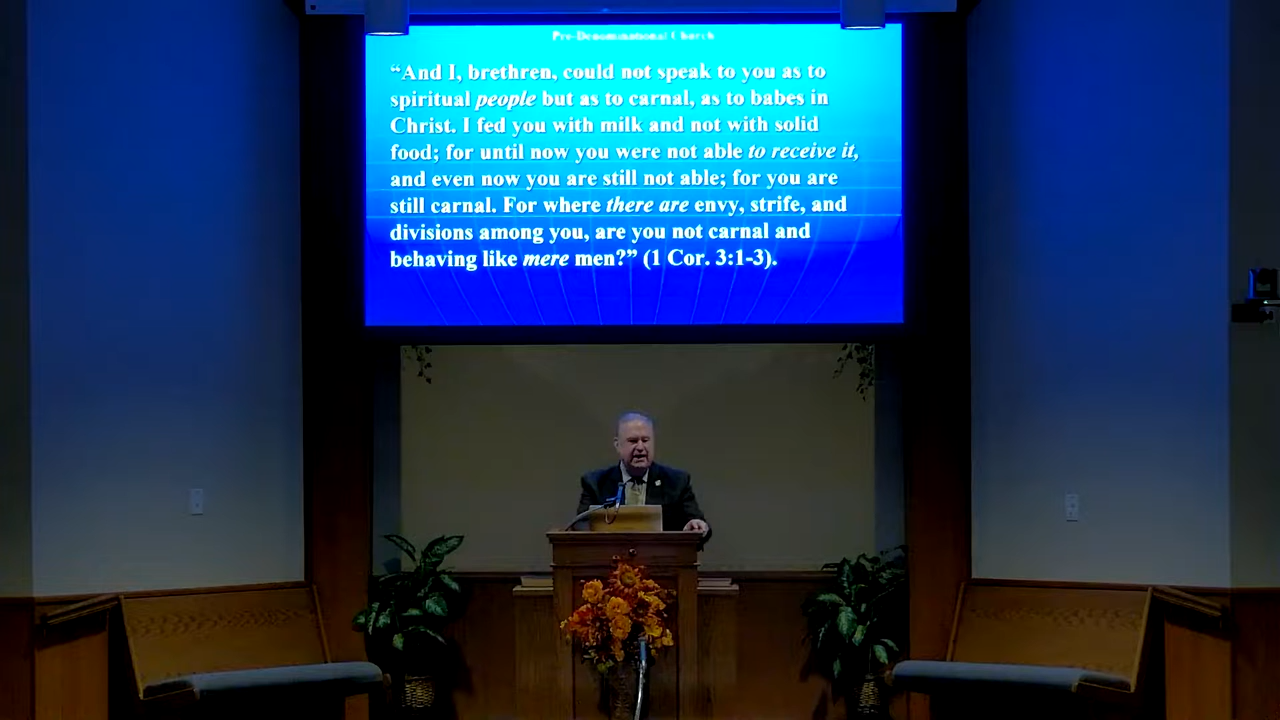 Pre-Denominational Church
“And I, brethren, could not speak to you as to
spiritual people but as to carnal, as to babes in
Christ. I fed you with milk and not with solid
food; for until now you were not able to receive it,
and even now you are still not able; for you are
still carnal. For where there are envy, strife, and
divisions among you, are you not carnal and
behaving like mere men?” (1 Cor. 3:1-3).